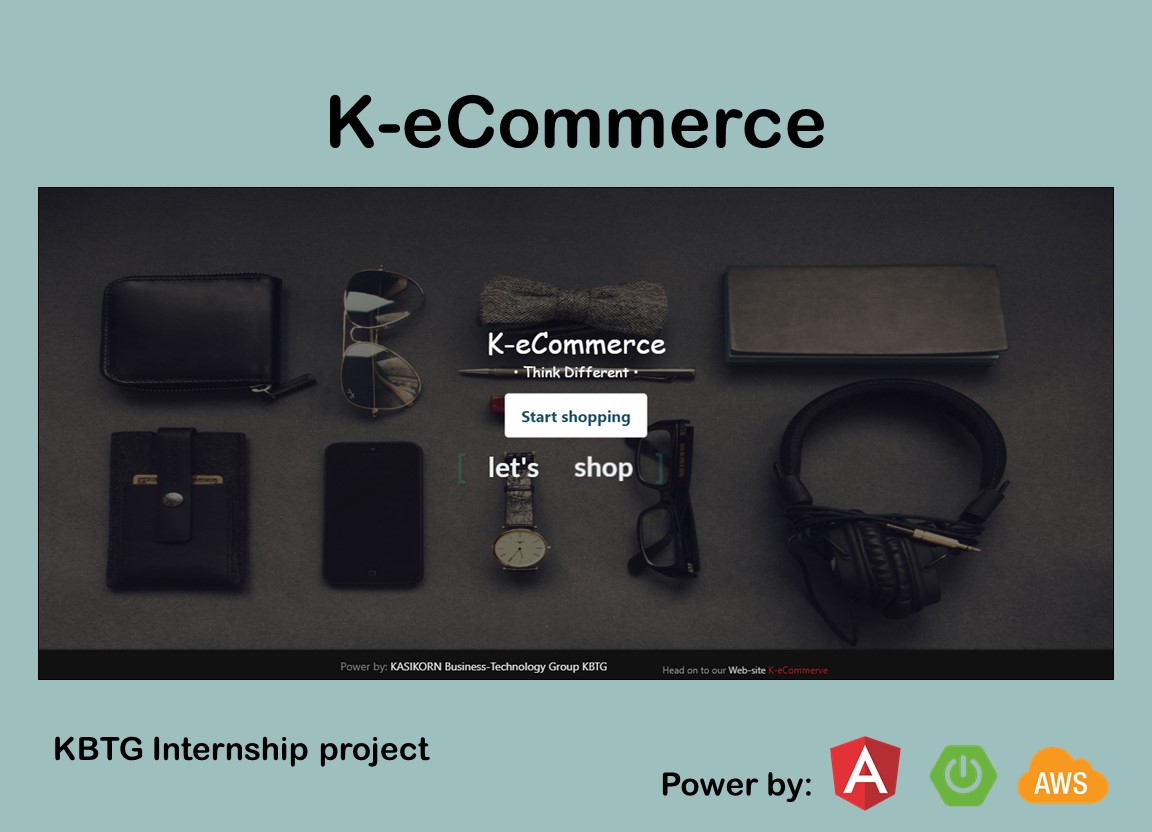 K-eCommerce
K-eCommerce
• Think Different •
Start shopping
[ let's shop ]
Power by: KASIKORN Business-Technology Group KBTG
Head on to our Web-site K-eCommerve
KBTG Internship project
Power by:
A
AWS